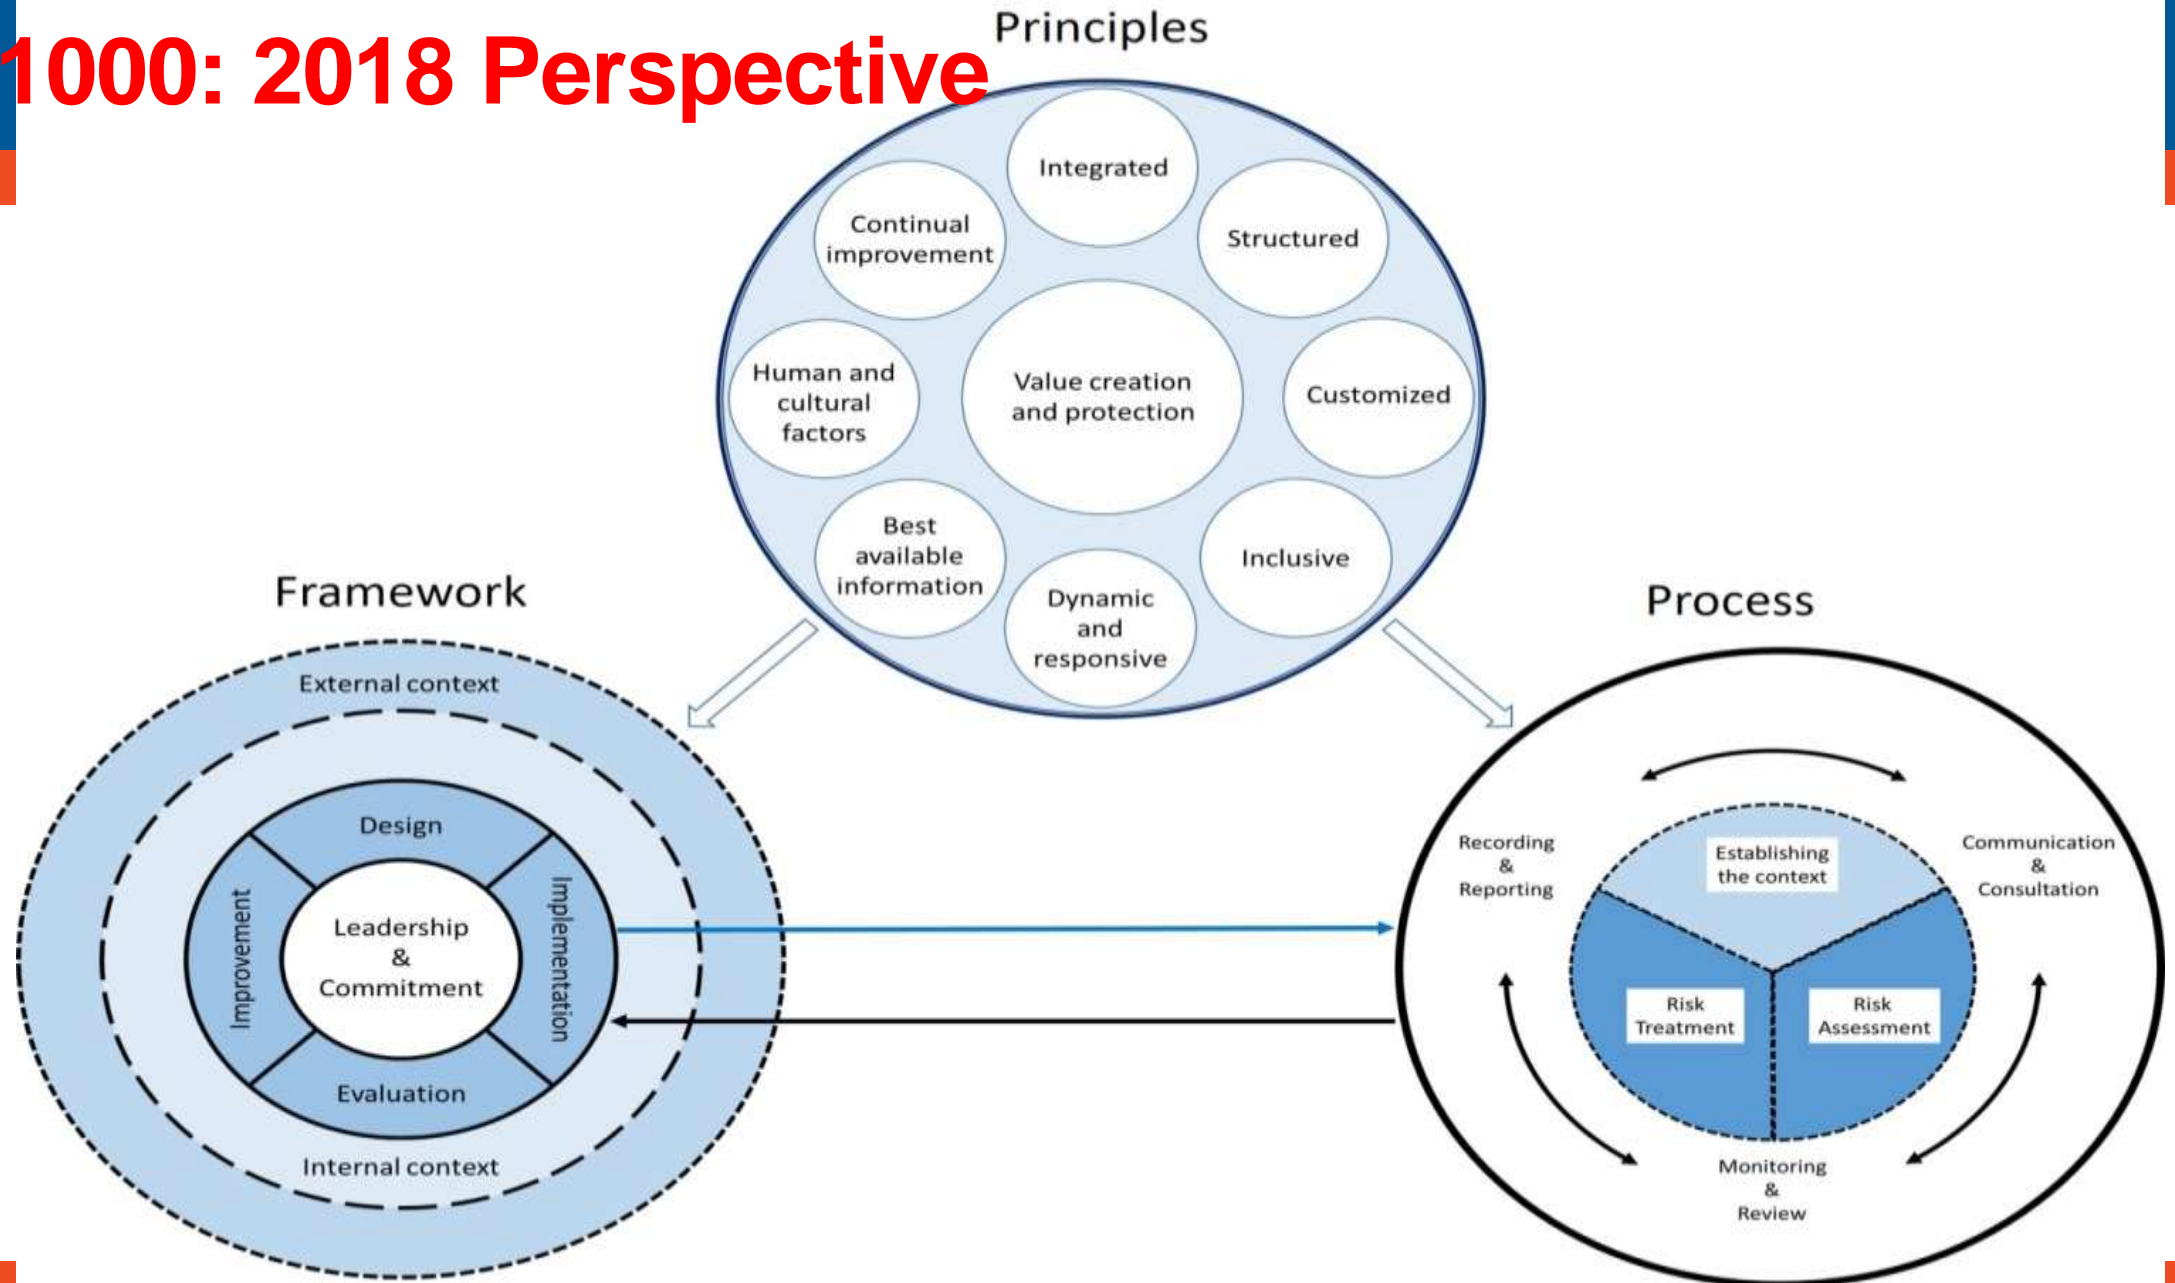 1000: 2018 Perspective
Principles
Integrated
Continual
improvement
Structured
Human and
cultural
factors
Value creation
and protection
Customized
Best
available
information
Inclusive
Dynamic
and
responsive
Framework
External context
Design
Improvement
Leadership
&
Commitment
Implementation
Evaluation
Internal context
Process
Recording
&
Reporting
Establishing
the context
Communication
&
Consultation
Risk
Treatment
Risk
Assessment
Monitoring
&
Review